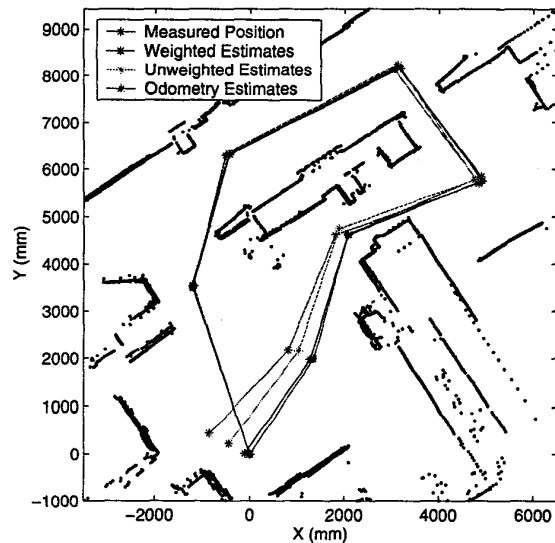 9000
8000
7000
6000
5000
4000
3000
2000
1000
0
−1000
Y (mm)
Measured Position
Weighted Estimates
Unweighted Estimates
Odometry Estimates
−2000 0 2000 4000 6000
X (mm)